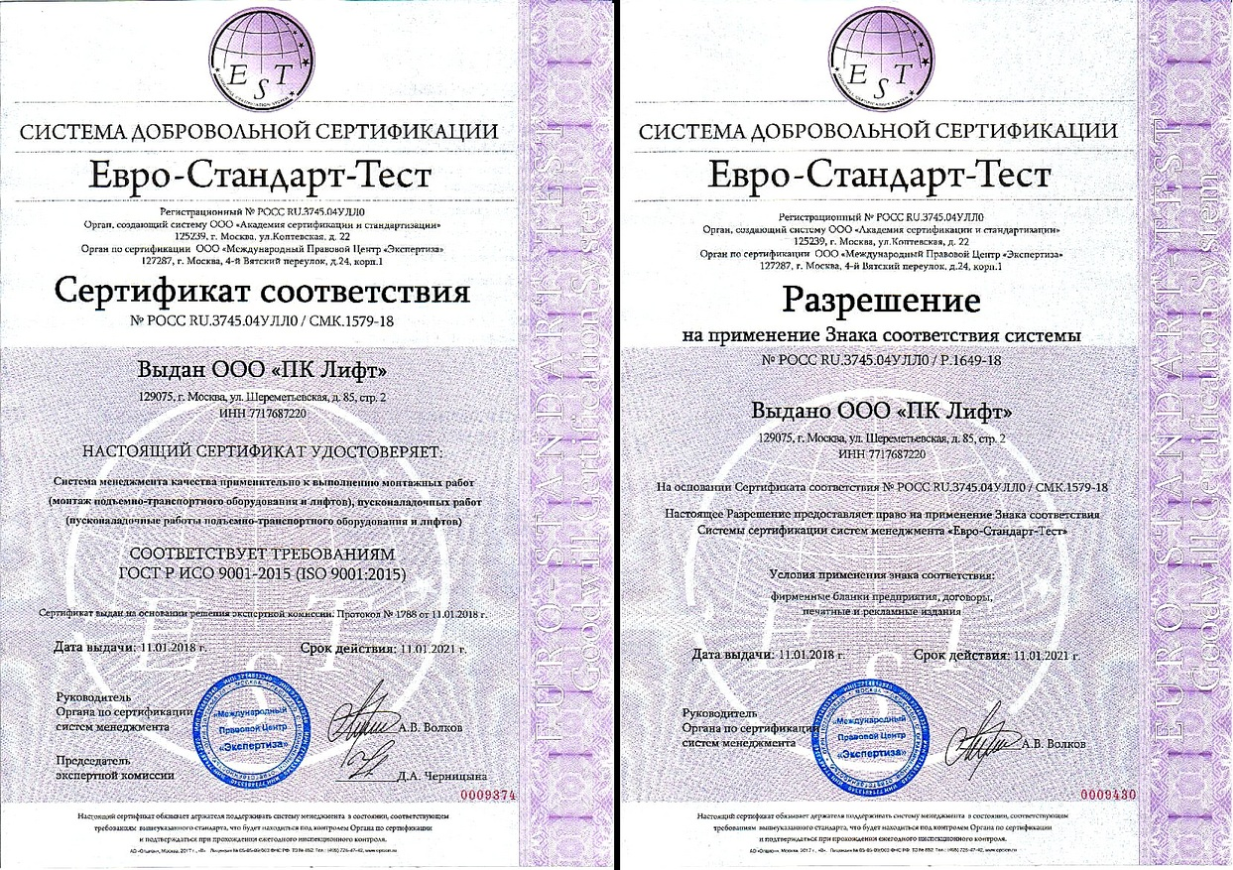 EST
СИСТЕМА ДОБРОВОЛЬНОЙ СЕРТИФИКАЦИИ
Евро-Стандарт-Тест
Регистрационный № РОСС RU.3745.04УЛЛ0
Орган, создающий систему ООО «Академия сертификации и стандартизации»
125239, г. Москва, ул.Коптевская, д. 22
Орган по сертификации ООО «Международный Правовой Центр «Экспертиза»
127287, г. Москва, 4-й Вятский переулок, д.24, корп.1
Сертификат соответствия
№ РОСС RU.3745.04УЛЛ0 / СМК.1579-18
Выдан ООО «ПК Лифт»
129075, г. Москва, ул. Шереметьевская, д. 85, стр. 2
ИНН 7717687220
НАСТОЯЩИЙ СЕРТИФИКАТ УДОСТОВЕРЯЕТ:
Система менеджмента качества применительно к выполнению монтажных работ
(монтаж подъемно-транспортного оборудования и лифтов), пусконаладочных работ
(пусконаладочные работы подъемно-транспортного оборудования и лифтов)
СООТВЕТСТВУЕТ ТРЕБОВАНИЯМ
ГОСТ Р ИСО 9001-2015 (ISO 9001:2015)
Сертификат выдан на основании решения экспертной комиссии. Протокол № 1788 от 11.01.2018 г.
Дата выдачи: 11.01.2018 г. Срок действия: 11.01.2021 г.
Руководитель
Органа по сертификации
систем менеджмента
А.В. Волков
«Международный
Правовой Центр
«Экспертиза»
Председатель
экспертной комиссии
Д.А. Черницына
0009374
Настоящий сертификат обязывает держателя поддерживать систему менеджмента в состоянии, соответствующем
требованиям вышеуказанного стандарта, что будет находиться под контролем Органа по сертификации
и подтверждаться при прохождении ежегодного инспекционного контроля.
EURO-STANDART-TEST
Good will Certification System
EST
СИСТЕМА ДОБРОВОЛЬНОЙ СЕРТИФИКАЦИИ
Евро-Стандарт-Тест
Регистрационный № РОСС RU.3745.04УЛЛ0
Орган, создающий систему ООО «Академия сертификации и стандартизации»
125239, г. Москва, ул.Коптевская, д. 22
Орган по сертификации ООО «Международный Правовой Центр «Экспертиза»
127287, г. Москва, 4-й Вятский переулок, д.24, корп.1
Разрешение
на применение Знака соответствия системы
№ РОСС RU.3745.04УЛЛ0 / Р.1649-18
Выдано ООО «ПК Лифт»
129075, г. Москва, ул. Шереметьевская, д. 85, стр. 2
ИНН 7717687220
На основании Сертификата соответствия № РОСС RU.3745.04УЛЛ0 / СМК.1579-18
Настоящее Разрешение предоставляет право на применение Знака соответствия
Системы сертификации систем менеджмента «Евро-Стандарт-Тест»
Условия применения знака соответствия:
фирменные бланки предприятия, договоры,
печатные и рекламные издания
Дата выдачи: 11.01.2018 г. Срок действия: 11.01.2021 г.
Руководитель
Органа по сертификации
систем менеджмента
А.В. Волков
«Международный
Правовой Центр
«Экспертиза»
0009430
Настоящий сертификат обязывает держателя поддерживать систему менеджмента в состоянии, соответствующем
требованиям вышеуказанного стандарта, что будет находиться под контролем Органа по сертификации
и подтверждаться при прохождении ежегодного инспекционного контроля.
EURO-STANDART-TEST
Good will Certification System